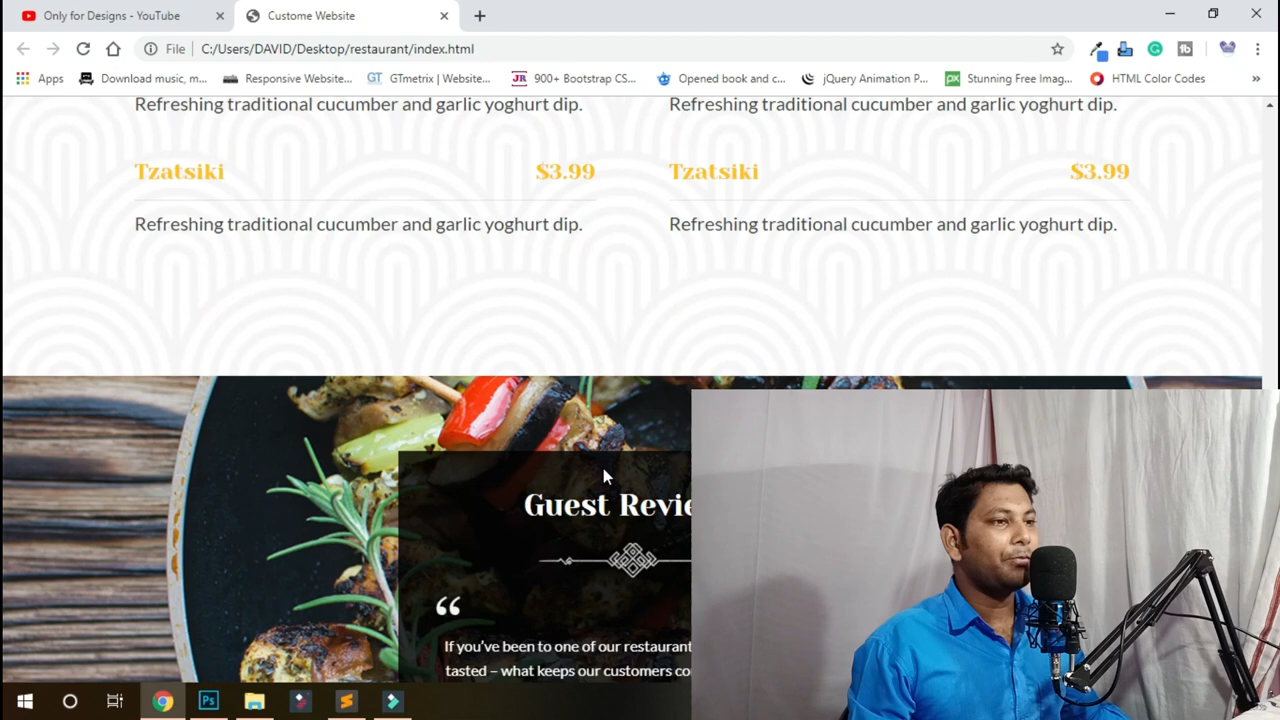 Only for Designs - YouTube
Custome Website
File
C:/Users/DAVID/Desktop/restaurant/index.html
Apps
Download music, m...
Responsive Website...
GT
GTmetrix | Website...
JR
900+ Bootstrap CS...
Opened book and c...
jQuery Animation P...
px
Stunning Free Imag...
HTML Color Codes
Refreshing traditional cucumber and garlic yoghurt dip.
Refreshing traditional cucumber and garlic yoghurt dip.
Tzatsiki $3.99
Tzatsiki $3.99
Refreshing traditional cucumber and garlic yoghurt dip.
Refreshing traditional cucumber and garlic yoghurt dip.
Guest Revie
“
If you've been to one of our restaurant
tasted – what keeps our customers co
Ps